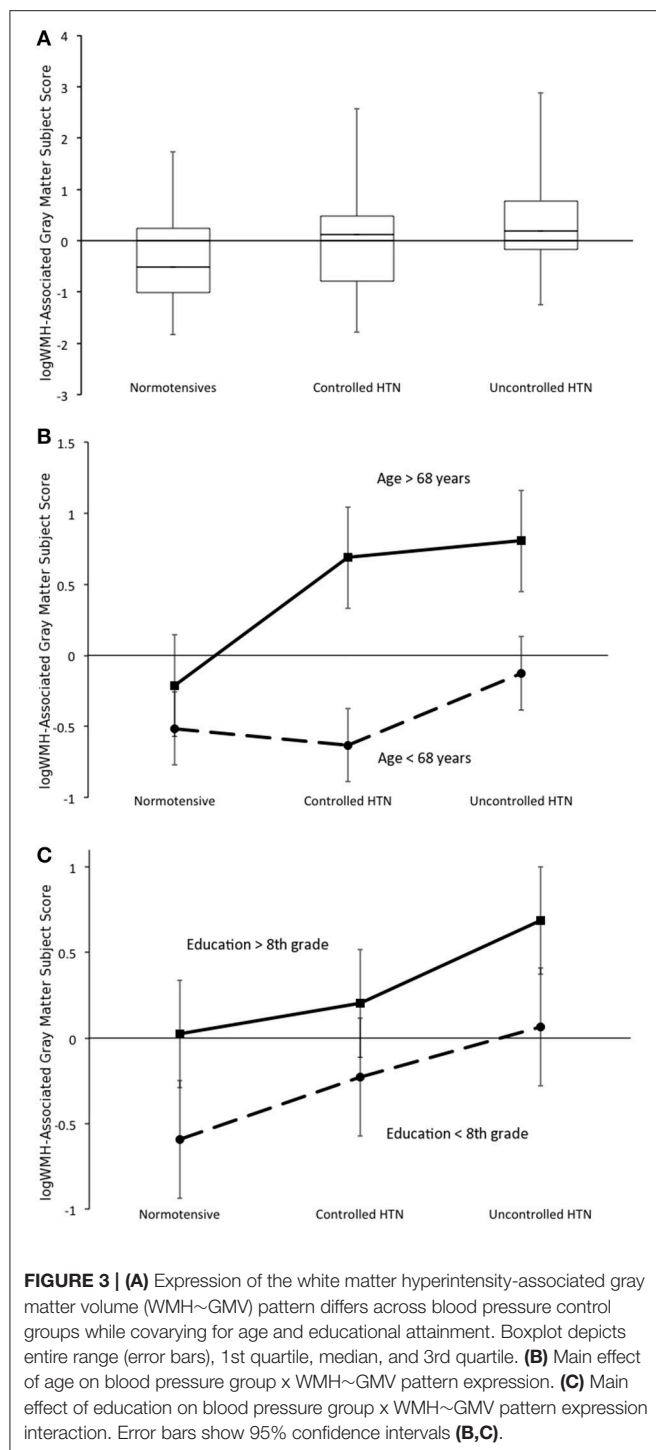 A
logWMH-Associated Gray Matter Subject Score
4
3
2
1
0
-1
-2
-3
Normotensives Controlled HTN Uncontrolled HTN
B
logWMH-Associated Gray Matter Subject Score
1.5
1
0.5
0
-0.5
-1
Age > 68 years
Age < 68 years
Normotensive Controlled HTN Uncontrolled HTN
C
logWMH-Associated Gray Matter Subject Score
1
0.5
0
-0.5
-1
Education > 8th grade
Education < 8th grade
Normotensive Controlled HTN Uncontrolled HTN
FIGURE 3 | (A) Expression of the white matter hyperintensity-associated gray
matter volume (WMH~GMV) pattern differs across blood pressure control
groups while covarying for age and educational attainment. Boxplot depicts
entire range (error bars), 1st quartile, median, and 3rd quartile. (B) Main effect
of age on blood pressure group x WMH~GMV pattern expression. (C) Main
effect of education on blood pressure group x WMH~GMV pattern expression
interaction. Error bars show 95% confidence intervals (B,C).